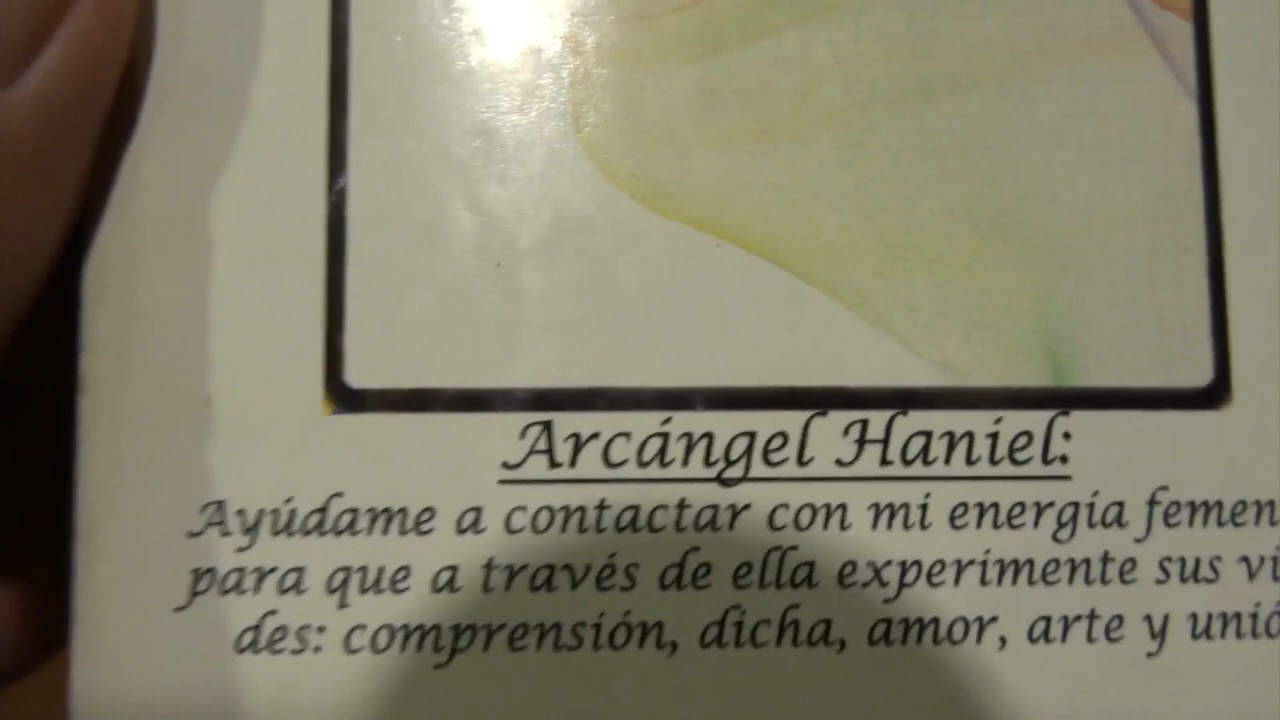 Arcángel Haniel:
Ayúdame a contactar con mi energía femen
para que a través de ella experimente sus vi
des: comprensión, dicha, amor, arte y unió